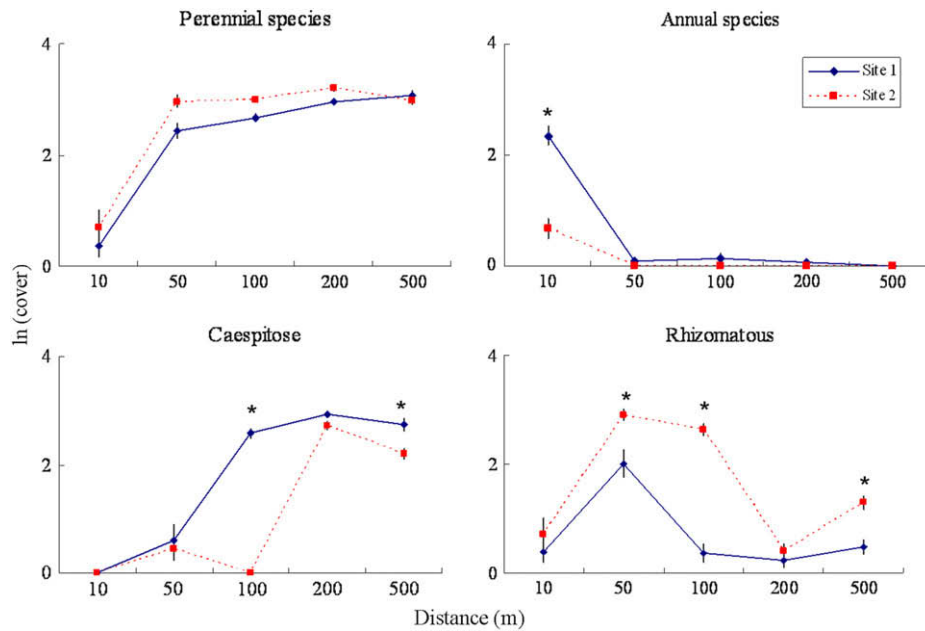 Perennial species
Annual species
4
2
0
10 50 100 200 500
4
2
0
10 50 100 200 500
Site 1
Site 2
*
ln (cover)
Caespitose
Rhizomatous
4
2
0
10 50 100 200 500
* *
4
2
0
10 50 100 200 500
* * *
Distance (m)